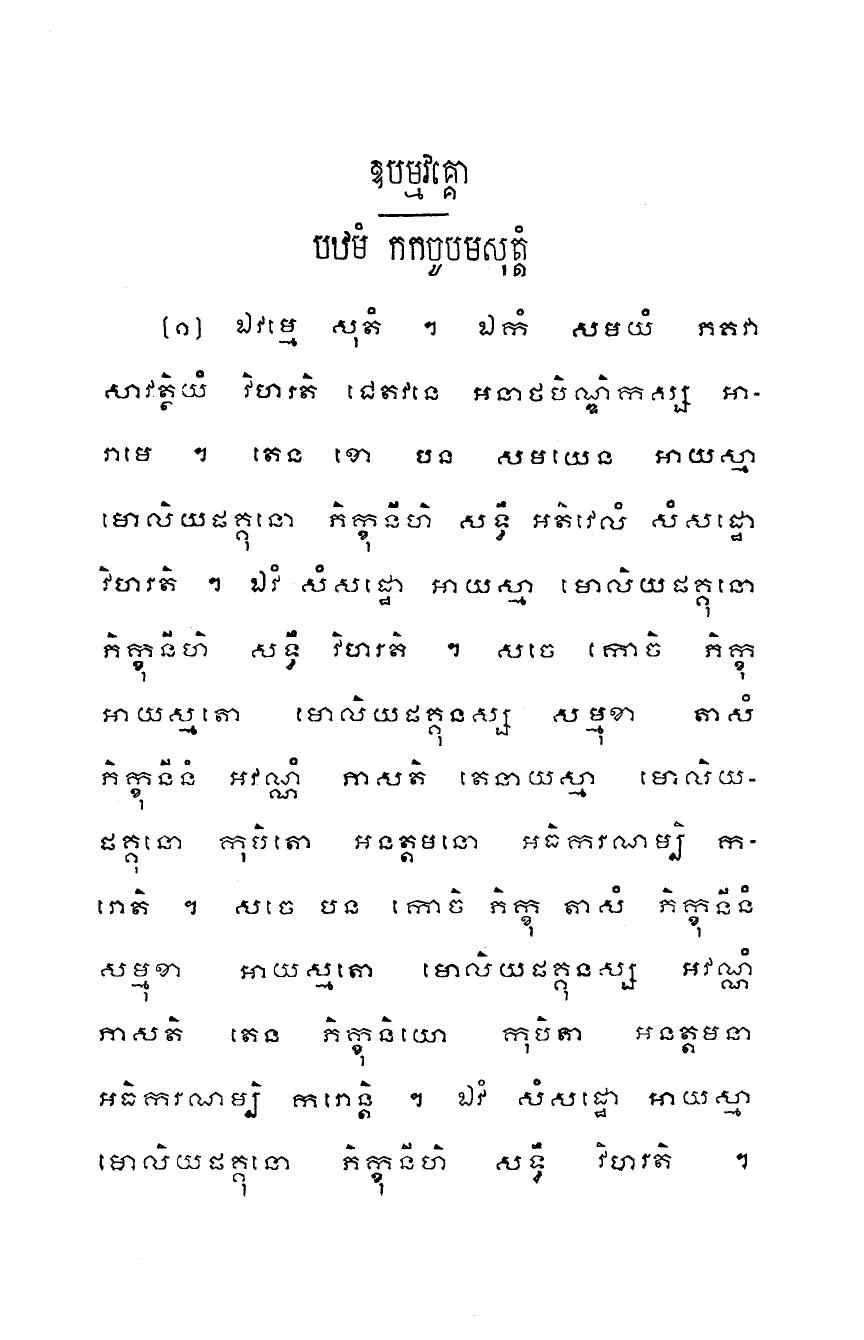 ឱបម្មវគ្គោ
បឋមំ កកចូបមសុត្តំ
(១) ឯវម្មេ សុតំ ។ ឯកំ សមយំ ភគវា
សាវត្ថិយំ វិហរតិ ជេតវនេ អនាថបិណ្ឌិកស្ស អា-
រាមេ ។ តេន ខោ បន សមយេន អាយស្មា
មោលិយផគ្គុនោ ភិក្ខុនីហិ សទ្ធឹ អតិវេលំ សំសដ្ឋោ
វិហរតិ ។ ឯវំ សំសដ្ឋោ អាយស្មា មោលិយផគ្គុនោ
ភិក្ខុនីហិ សទ្ធឹ វិហរតិ ។ សចេ កោចិ ភិក្ខុ
អាយស្មតោ មោលិយផគ្គុនស្ស សម្មុខា តាសំ
ភិក្ខុនីនំ អវណ្ណំ ភាសតិ តេនាយស្មា មោលិយ-
ផគ្គុនោ កុបិតោ អនត្តមនោ អធិករណម្បិ ក-
រោតិ ។ សចេ បន កោចិ ភិក្ខុ តាសំ ភិក្ខុនីនំ
សម្មុខា អាយស្មតោ មោលិយផគ្គុនស្ស អវណ្ណំ
ភាសតិ តេន ភិក្ខុនិយោ កុបិតា អនត្តមនា
អធិករណម្បិ ករោន្តិ ។ ឯវំ សំសដ្ឋោ អាយស្មា
មោលិយផគ្គុនោ ភិក្ខុនីហិ សទ្ធឹ វិហរតិ ។